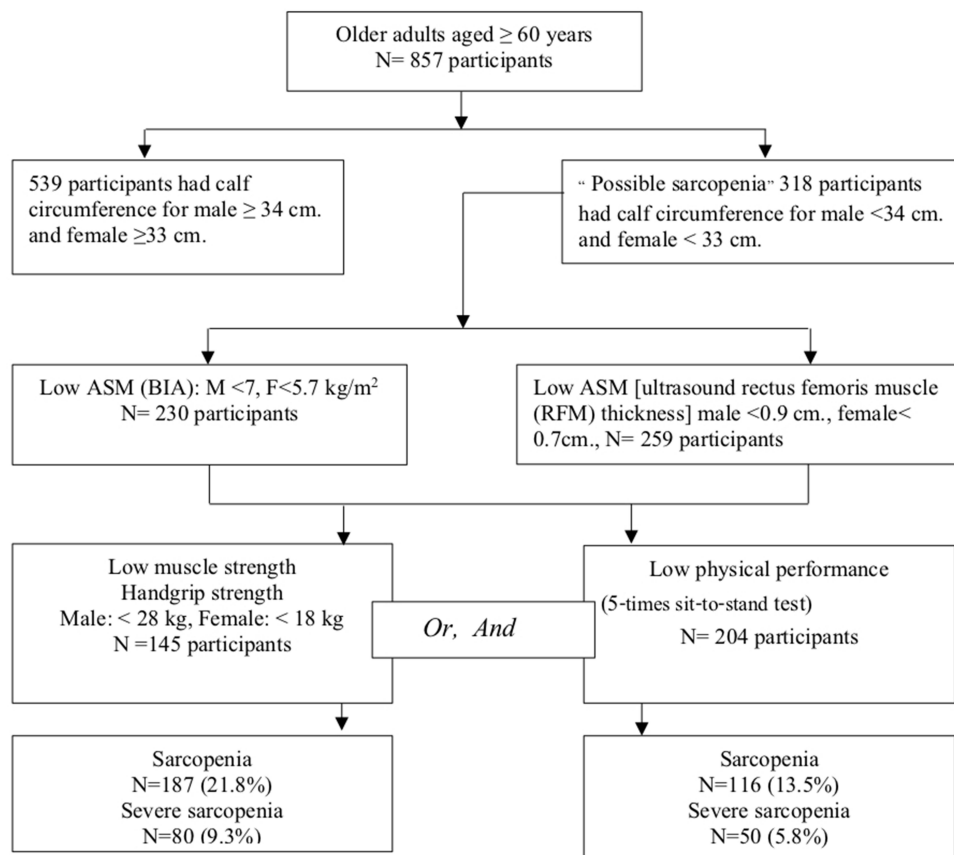 Older adults aged ≥ 60 years
N= 857 participants
539 participants had calf
circumference for male ≥ 34 cm.
and female ≥33 cm.
“ Possible sarcopenia” 318 participants
had calf circumference for male <34 cm.
and female < 33 cm.
Low ASM (BIA): M <7, F<5.7 kg/m²
N= 230 participants
Low ASM [ultrasound rectus femoris muscle
(RFM) thickness] male <0.9 cm., female<
0.7cm., N= 259 participants
Low muscle strength
Handgrip strength
Male: < 28 kg, Female: < 18 kg
N =145 participants
Or, And
Low physical performance
(5-times sit-to-stand test)
N= 204 participants
Sarcopenia
N=187 (21.8%)
Severe sarcopenia
N=80 (9.3%)
Sarcopenia
N=116 (13.5%)
Severe sarcopenia
N=50 (5.8%)